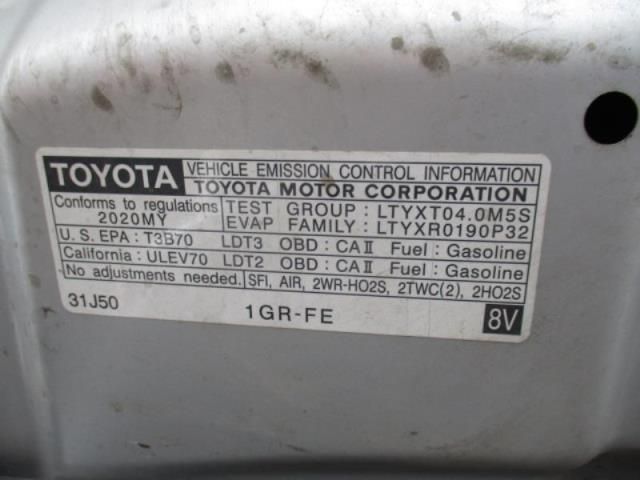 TOYOTA VEHICLE EMISSION CONTROL INFORMATION
TOYOTA MOTOR CORPORATION
Conforms to regulations
2020MY
TEST GROUP : LTYXT04.0M5S
EVAP FAMILY : LTYXR0190P32
U. S. EPA : T3B70 LDT3 OBD : CAⅡ Fuel : Gasoline
California : ULEV70 LDT2 OBD : CAⅡ Fuel : Gasoline
No adjustments needed. SFI, AIR, 2WR-HO2S, 2TWC(2), 2HO2S
31J50 1GR-FE 8V